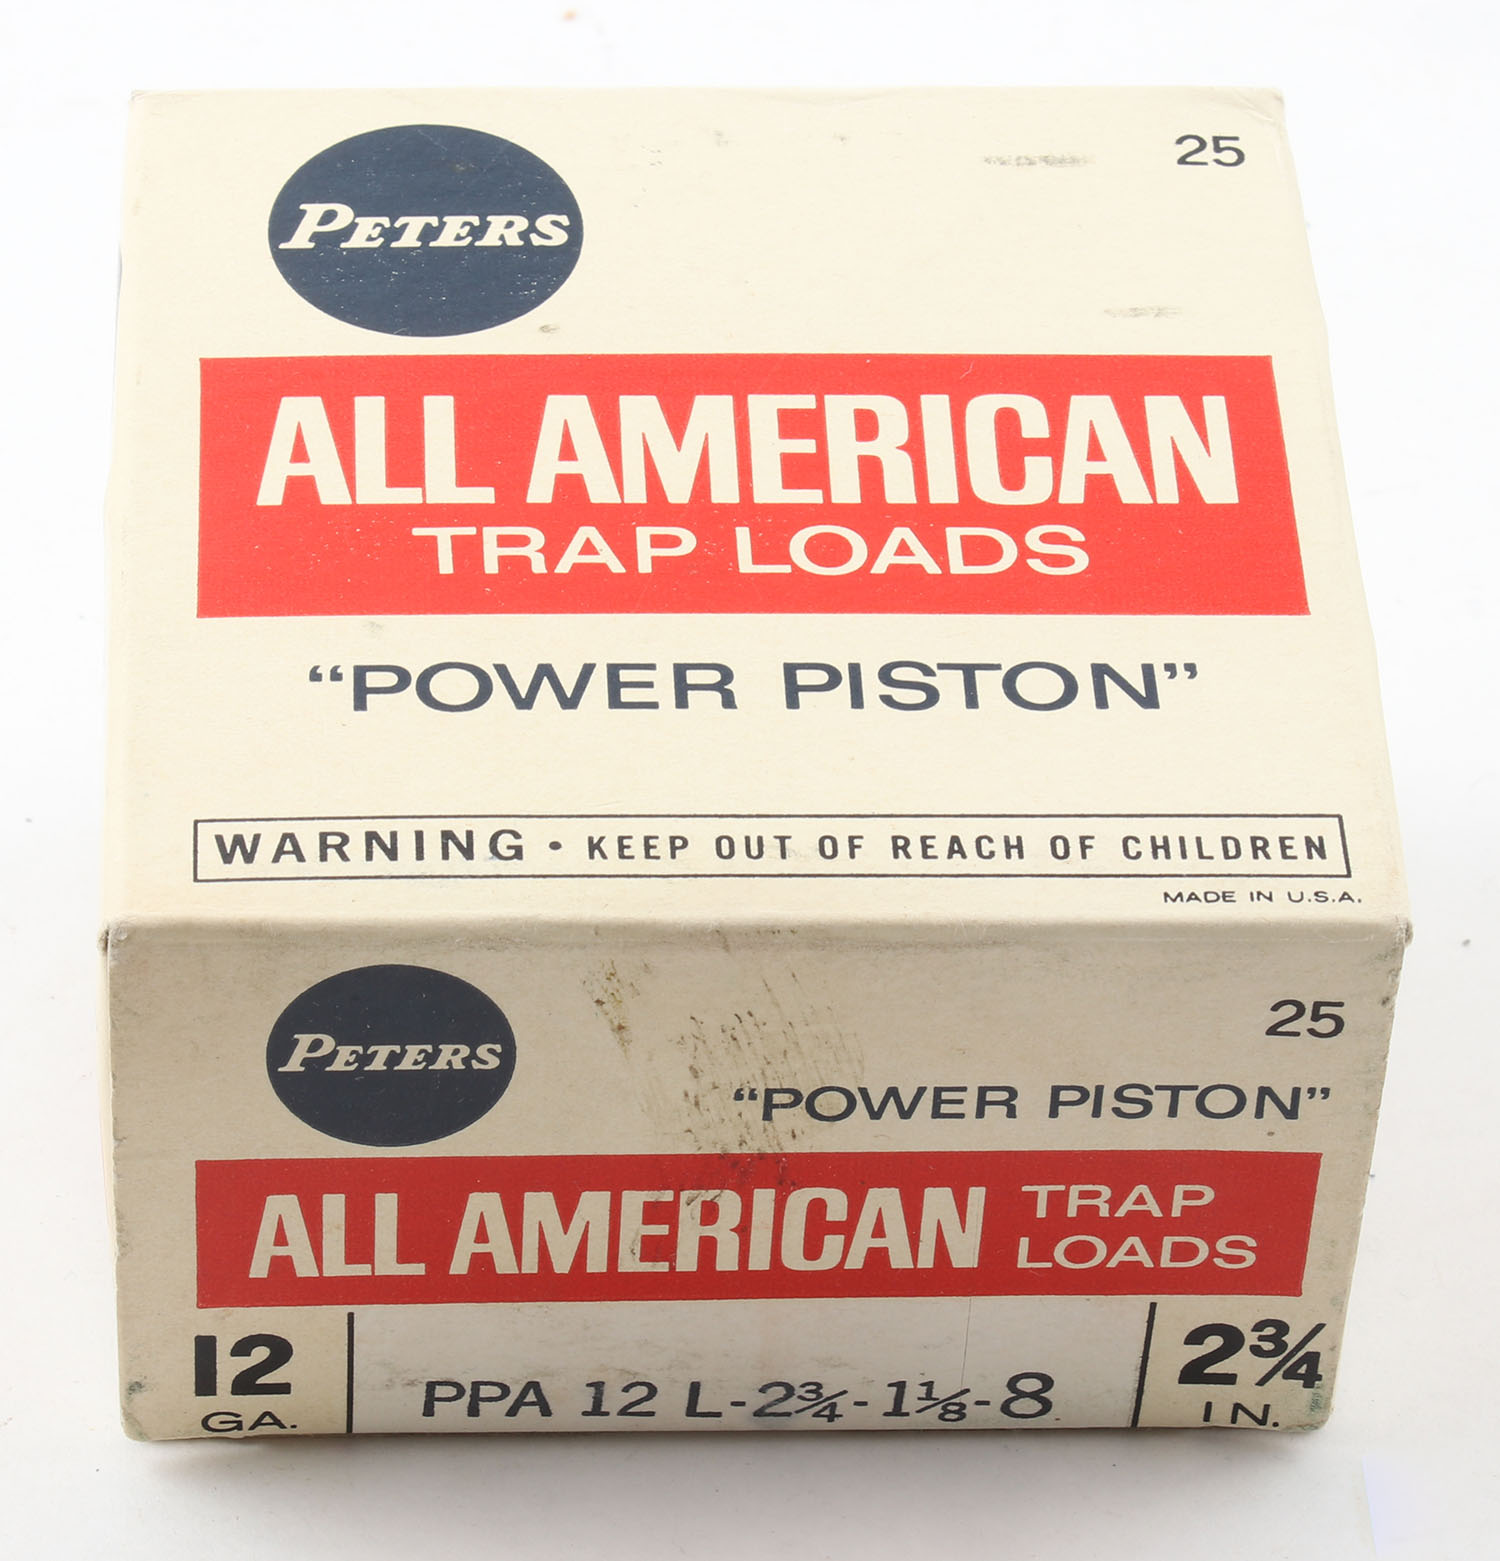 PETERS
25
ALL AMERICAN
TRAP LOADS
“POWER PISTON”
WARNING • KEEP OUT OF REACH OF CHILDREN
MADE IN U.S.A.
PETERS
25
“POWER PISTON”
ALL AMERICAN TRAP
LOADS
12
GA.
PPA 12 L-2¾-1⅛-8
2¾
IN.